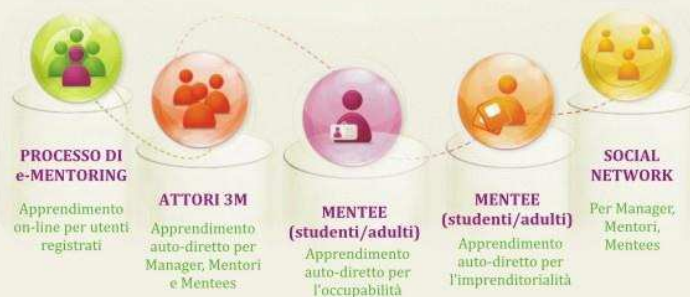 PROCESSO DI
e-MENTORING
Apprendimento
on-line per utenti
registrati
ATTORI 3M
Apprendimento
auto-diretto per
Manager, Mentori
e Mentees
MENTEE
(studenti/adulti)
Apprendimento
auto-diretto per
l'occupabilità
MENTEE
(studenti/adulti)
Apprendimento
auto-diretto per
l'imprenditorialità
SOCIAL
NETWORK
Per Manager,
Mentori,
Mentees